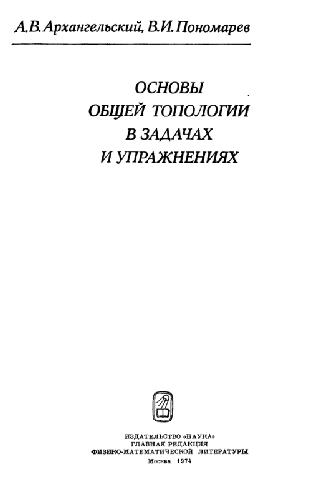 А.В.Архангельский, В.И.Пономарев
ОСНОВЫ
ОБЩЕЙ ТОПОЛОГИИ
В ЗАДАЧАХ
И УПРАЖНЕНИЯХ
ИЗДАТЕЛЬСТВО «НАУКА»
ГЛАВНАЯ РЕДАКЦИЯ
ФИЗИКО-МАТЕМАТИЧЕСКОЙ ЛИТЕРАТУРЫ
Москва 1974